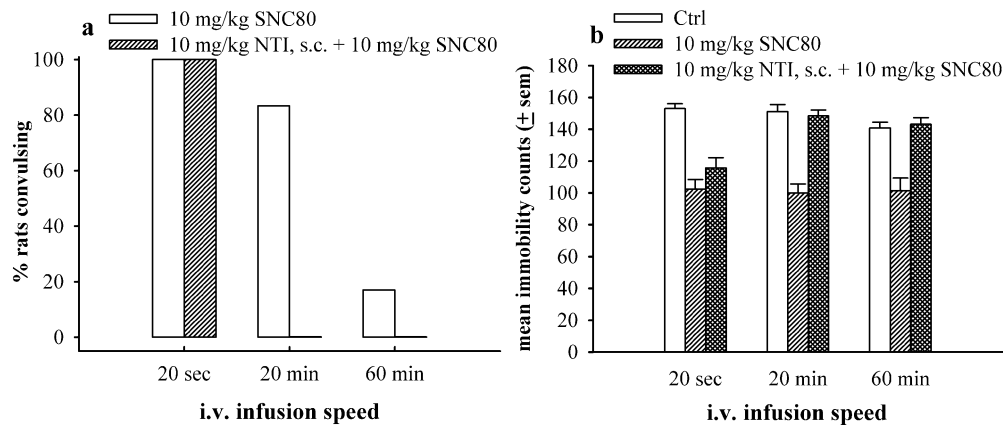 a
10 mg/kg SNC80
10 mg/kg NTI, s.c. + 10 mg/kg SNC80
% rats convulsing
100
80
60
40
20
0
20 sec
20 min
60 min
i.v. infusion speed
b
Ctrl
10 mg/kg SNC80
10 mg/kg NTI, s.c. + 10 mg/kg SNC80
mean immobility counts (± sem)
180
160
140
120
100
80
60
40
20
0
20 sec
20 min
60 min
i.v. infusion speed